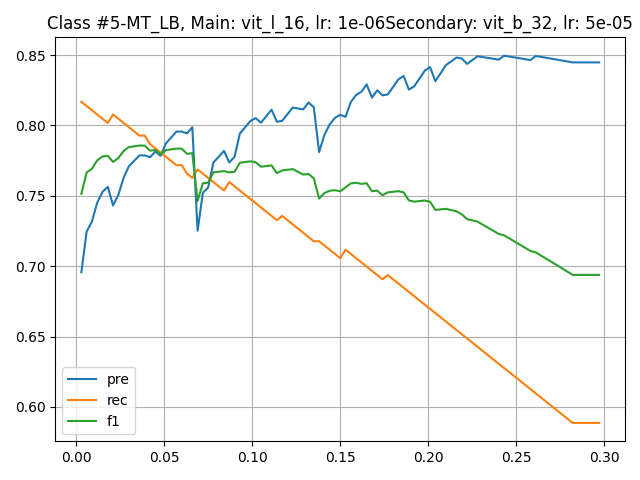 Class #5-MT_LB, Main: vit_l_16, lr: 1e-06Secondary: vit_b_32, lr: 5e-05
0.85
0.80
0.75
0.70
0.65
0.60
pre
rec
f1
0.00 0.05 0.10 0.15 0.20 0.25 0.30